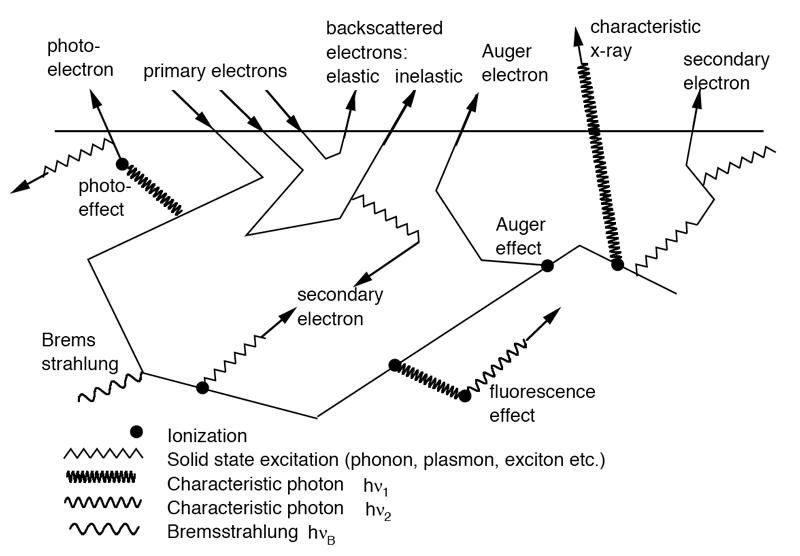 photo-
electron
primary electrons
backscattered
electrons:
elastic inelastic
Auger
electron
characteristic
x-ray
secondary
electron
photo-
effect
Auger
effect
secondary
electron
Brems
strahlung
fluorescence
effect
Ionization
Solid state excitation (phonon, plasmon, exciton etc.)
Characteristic photon hν1
Characteristic photon hν2
Bremsstrahlung hνB